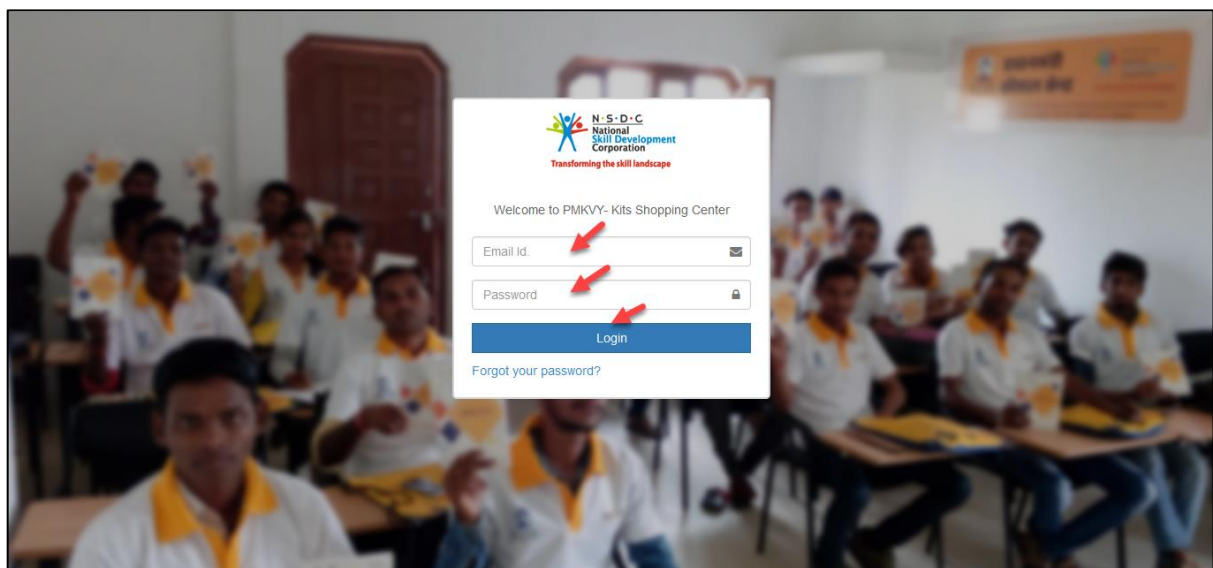 N·S·D·C
National
Skill Development
Corporation
Transforming the skill landscape
Welcome to PMKVY- Kits Shopping Center
Email Id.
Password
Login
Forgot your password?